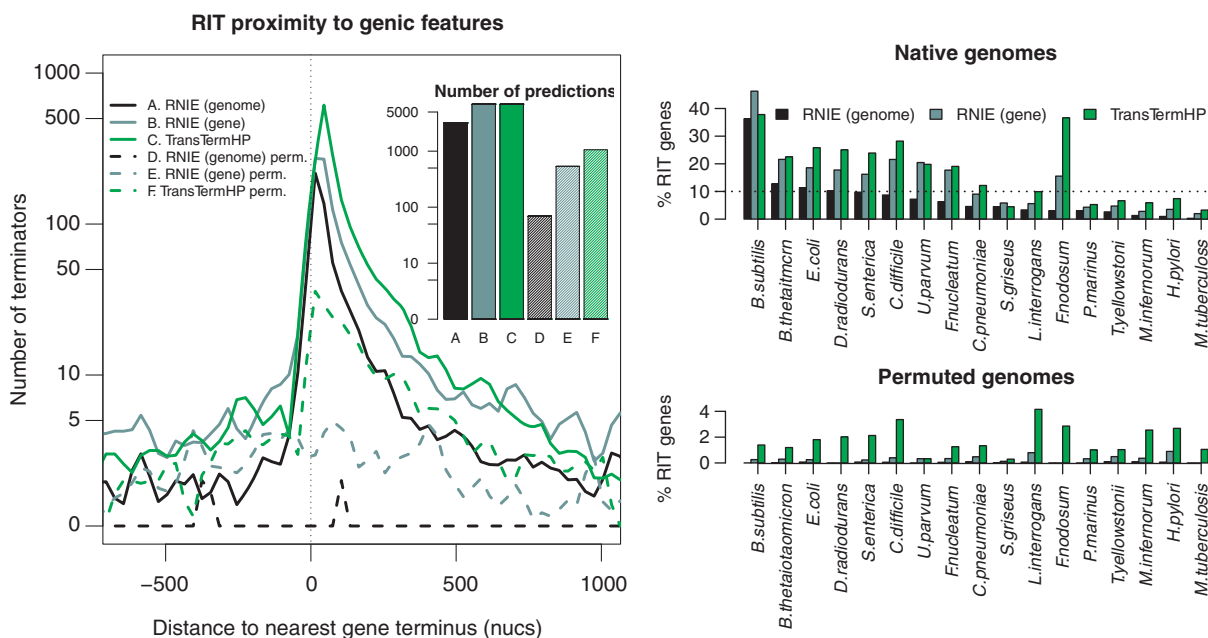 RIT proximity to genic features
Number of terminators
1000
500
100
50
10
5
0
A. RNIE (genome)
B. RNIE (gene)
C. TransTermHP
D. RNIE (genome) perm.
E. RNIE (gene) perm.
F. TransTermHP perm.
Number of predictions
5000
1000
100
10
0
A B C D E F
−500 0 500 1000
Distance to nearest gene terminus (nucs)
Native genomes
% RIT genes
40
30
20
10
0
RNIE (genome) RNIE (gene) TransTermHP
B.subtilis
B.thetaitmcrn
E.coli
D.radiodurans
S.enterica
C.difficile
U.parvum
F.nucleatum
C.pneumoniae
S.griseus
L.interrogans
F.nodosum
P.marinus
T.yellowstoni
M.infernorum
H.pylori
M.tuberculoss
Permuted genomes
% RIT genes
4
2
0
B.subtilis
B.thetaiotaomicron
E.coli
D.radiodurans
S.enterica
C.difficile
U.parvum
F.nucleatum
C.pneumoniae
S.griseus
L.interrogans
F.nodosum
P.marinus
T.yellowstonii
M.infernorum
H.pylori
M.tuberculosis